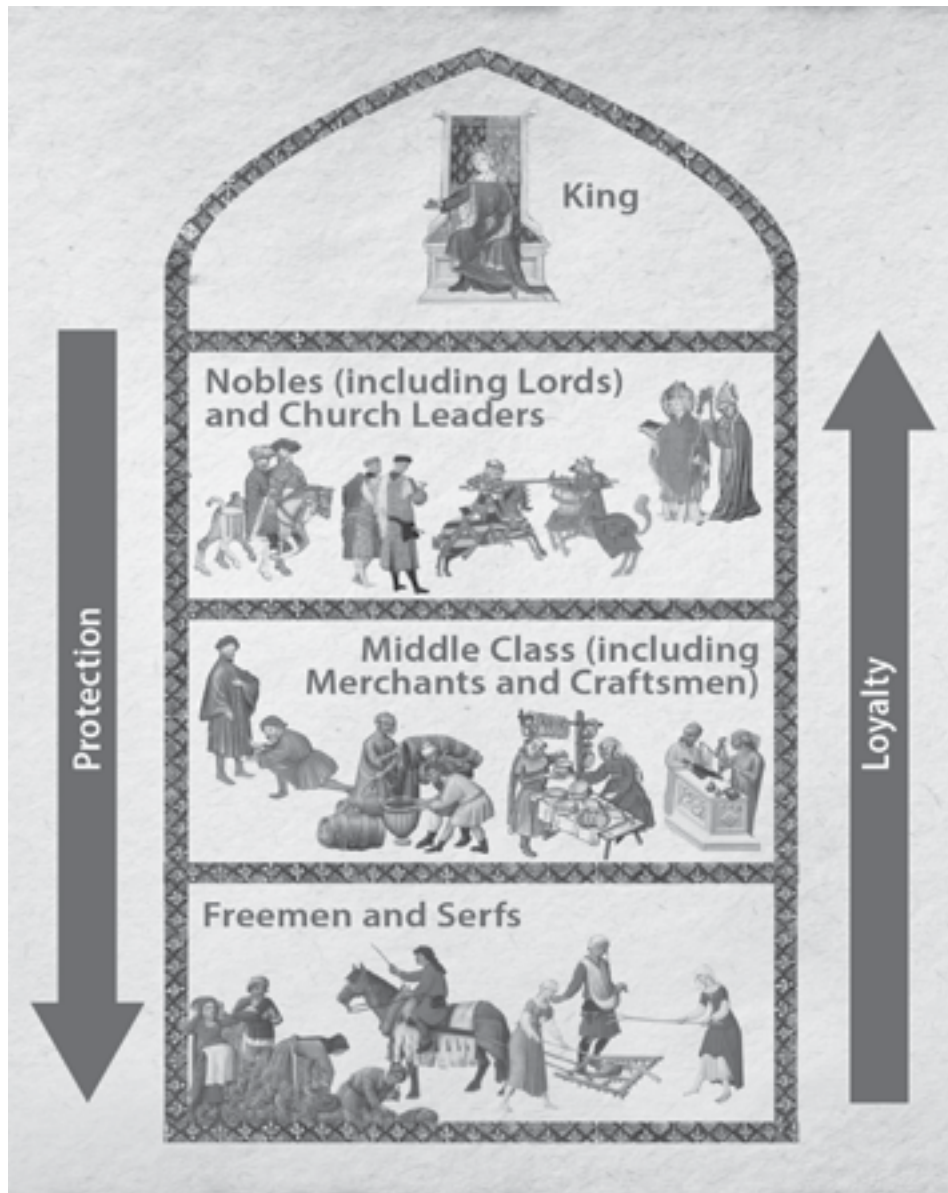 King
Nobles (including Lords)
and Church Leaders
Protection
Loyalty
Middle Class (including
Merchants and Craftsmen)
Freemen and Serfs